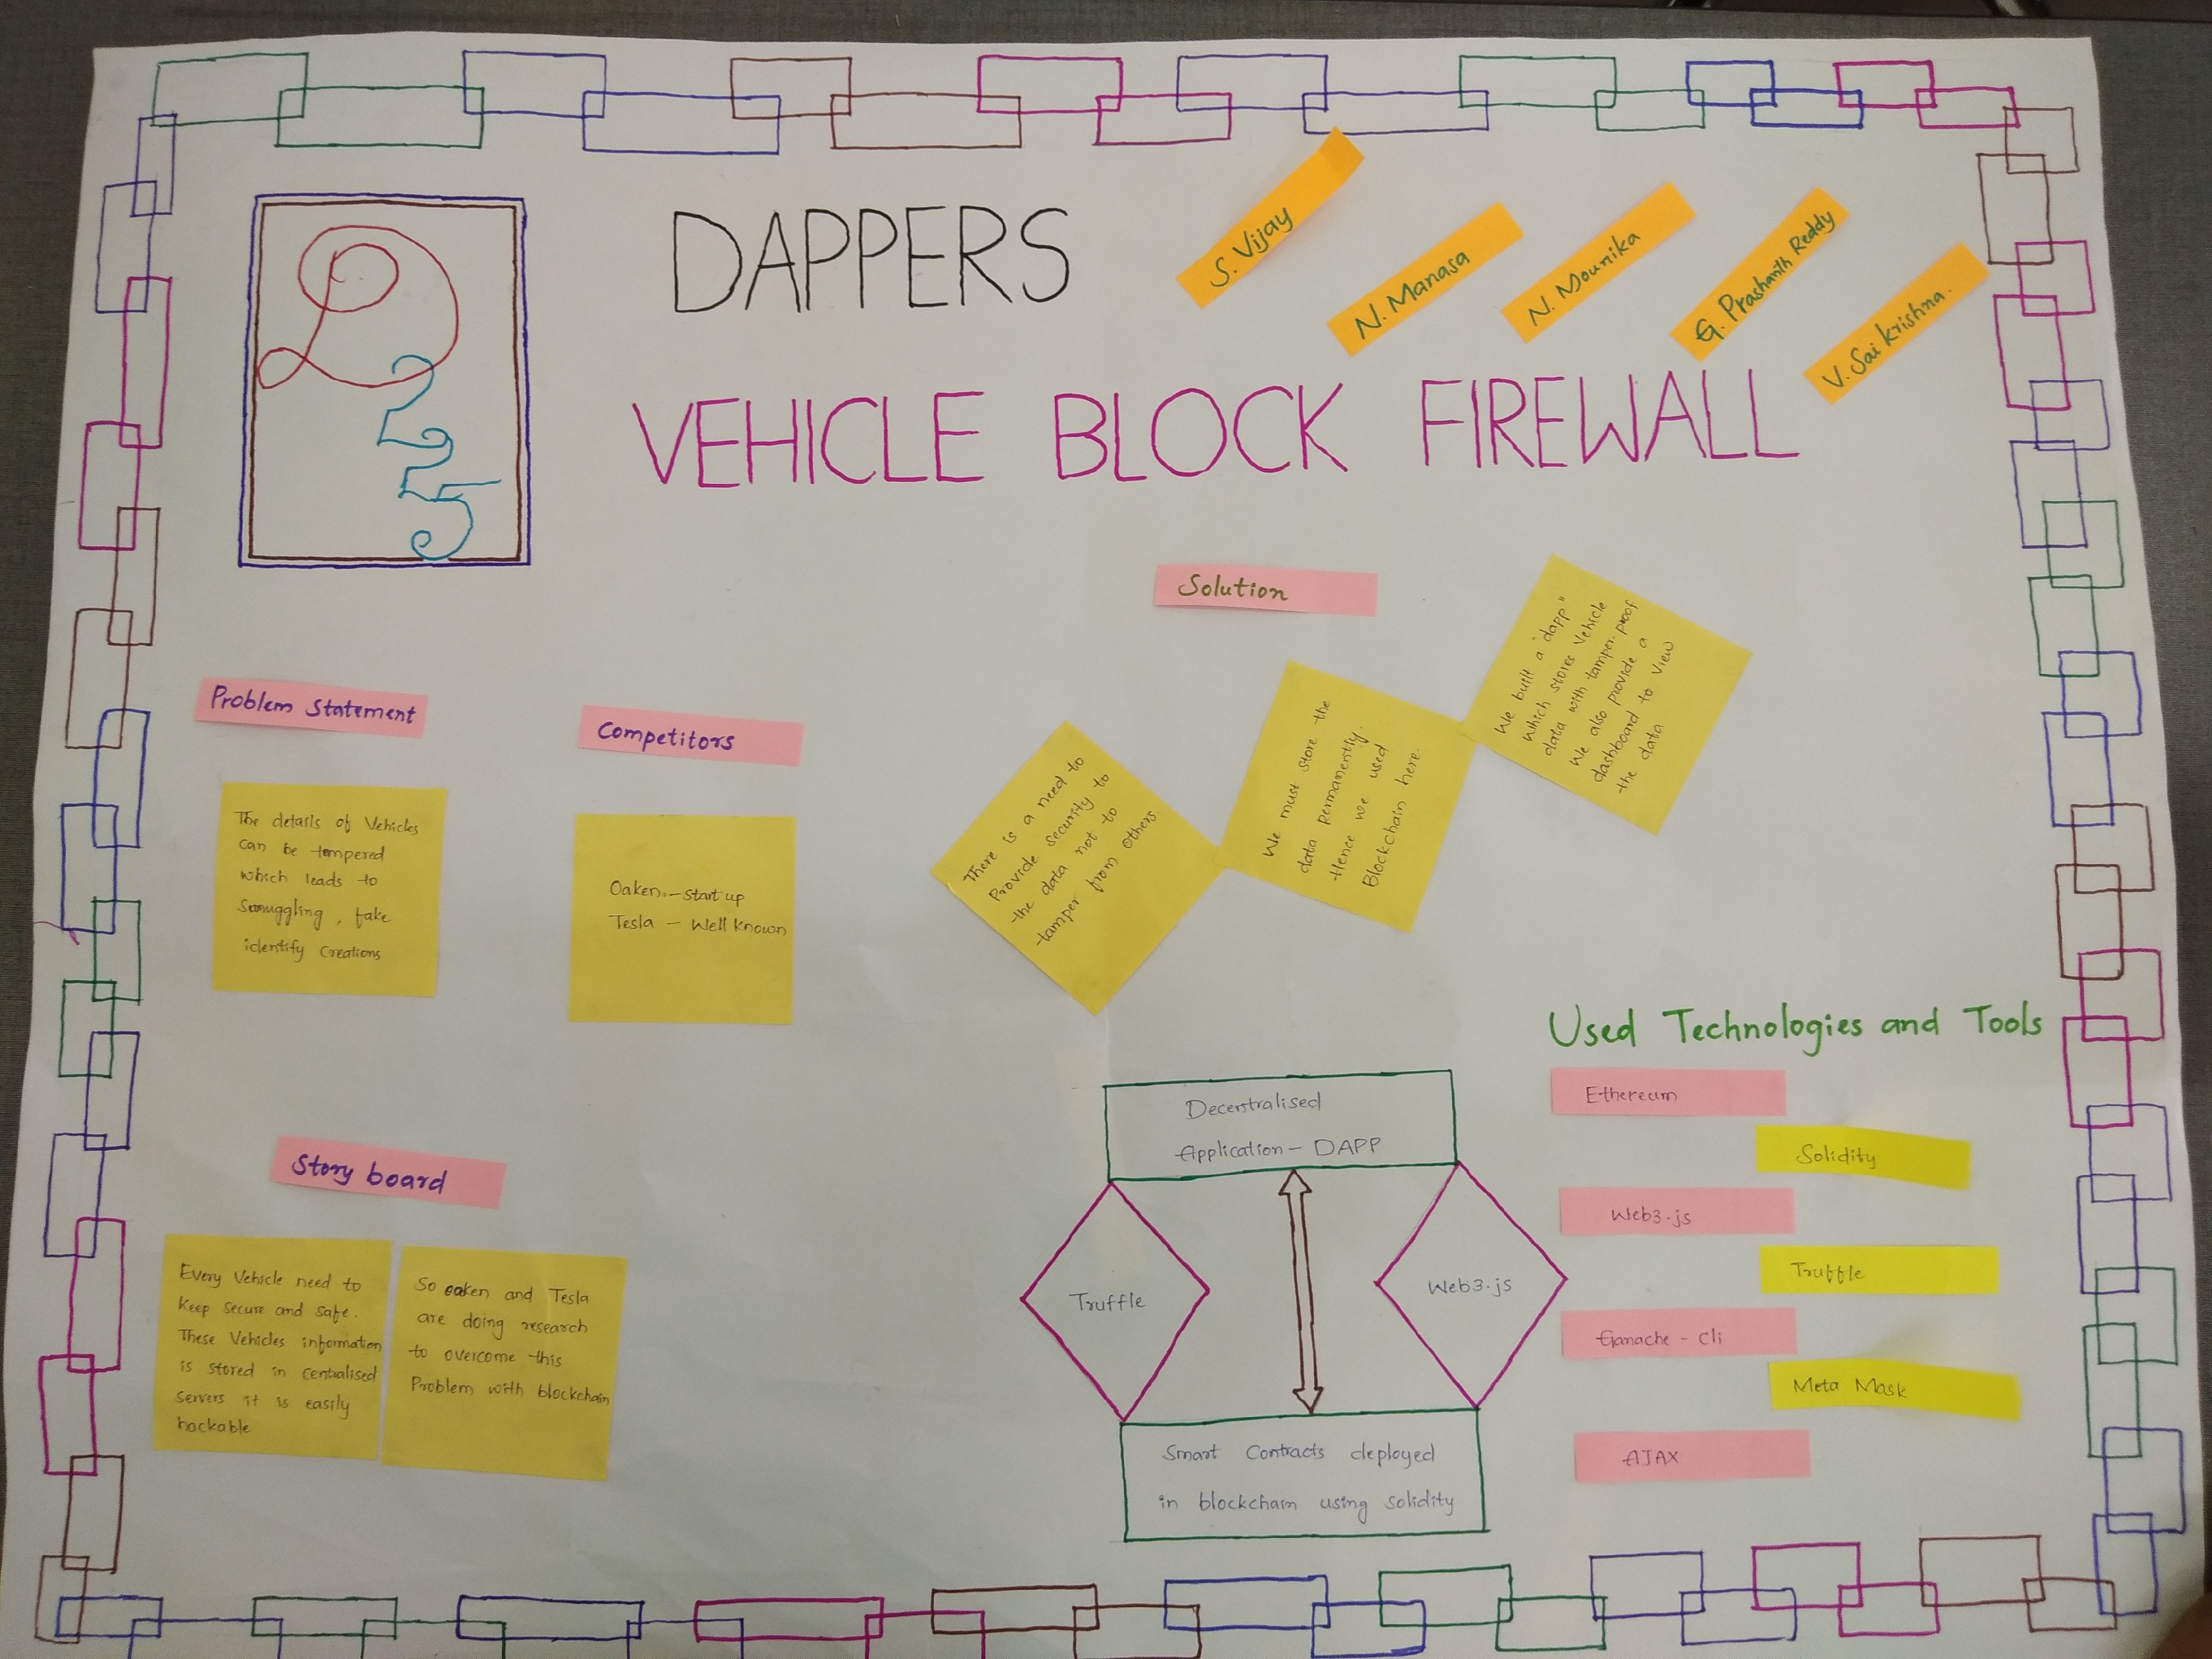 D
225
DAPPERS
S. Vijay
N. Manasa
N. Mounika
G. Prashanth Reddy
V. Sai Krishna.
VEHICLE BLOCK FIREWALL
Problem Statement
The details of Vehicles
can be tempered
which leads to
Smuggling, fake
identify Creations
Competitors
Oaken. - Start up
Tesla - Well known
Solution
There is a need to
Provide security to
the data not to
tamper from others.
We must store the
data permanently.
Hence we used
Blockchain here.
We built a "dapp"
which stores Vehicle
data with tamper-proof
We also provide a
dashboard to View
the data
Story board
Every Vehicle need to
Keep secure and safe.
These Vehicles information
is stored in centralised
servers it is easily
hackable
So oaken and Tesla
are doing research
to overcome this
Problem with blockchain
Decentralised
Application - DAPP
Truffle
Web3.js
Smart Contracts deployed
in blockchain using solidity
Used Technologies and Tools
Ethereum
Solidity
Web3.js
Truffle
Ganache - cli
Meta Mask
AJAX